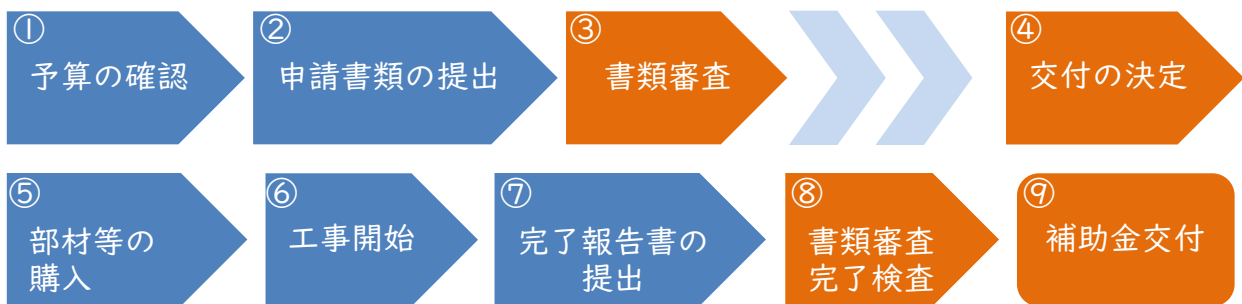 ①
予算の確認
②
申請書類の提出
③
書類審査
④
交付の決定
⑤
部材等の
購入
⑥
工事開始
⑦
完了報告書の
提出
⑧
書類審査
完了検査
⑨
補助金交付